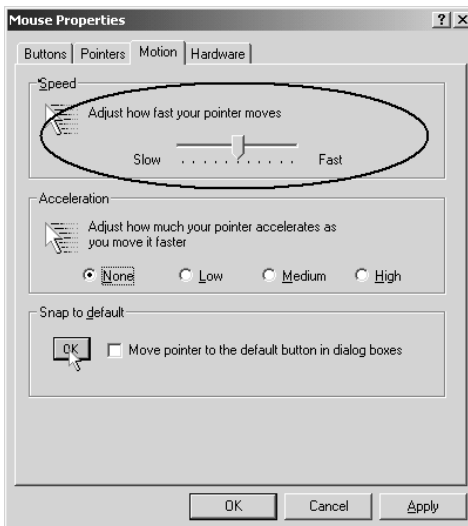 Mouse Properties
? x
Buttons Pointers Motion Hardware
Speed
Adjust how fast your pointer moves
Slow Fast
Acceleration
Adjust how much your pointer accelerates as
you move it faster
None Low Medium High
Snap to default
OK Move pointer to the default button in dialog boxes
OK Cancel Apply